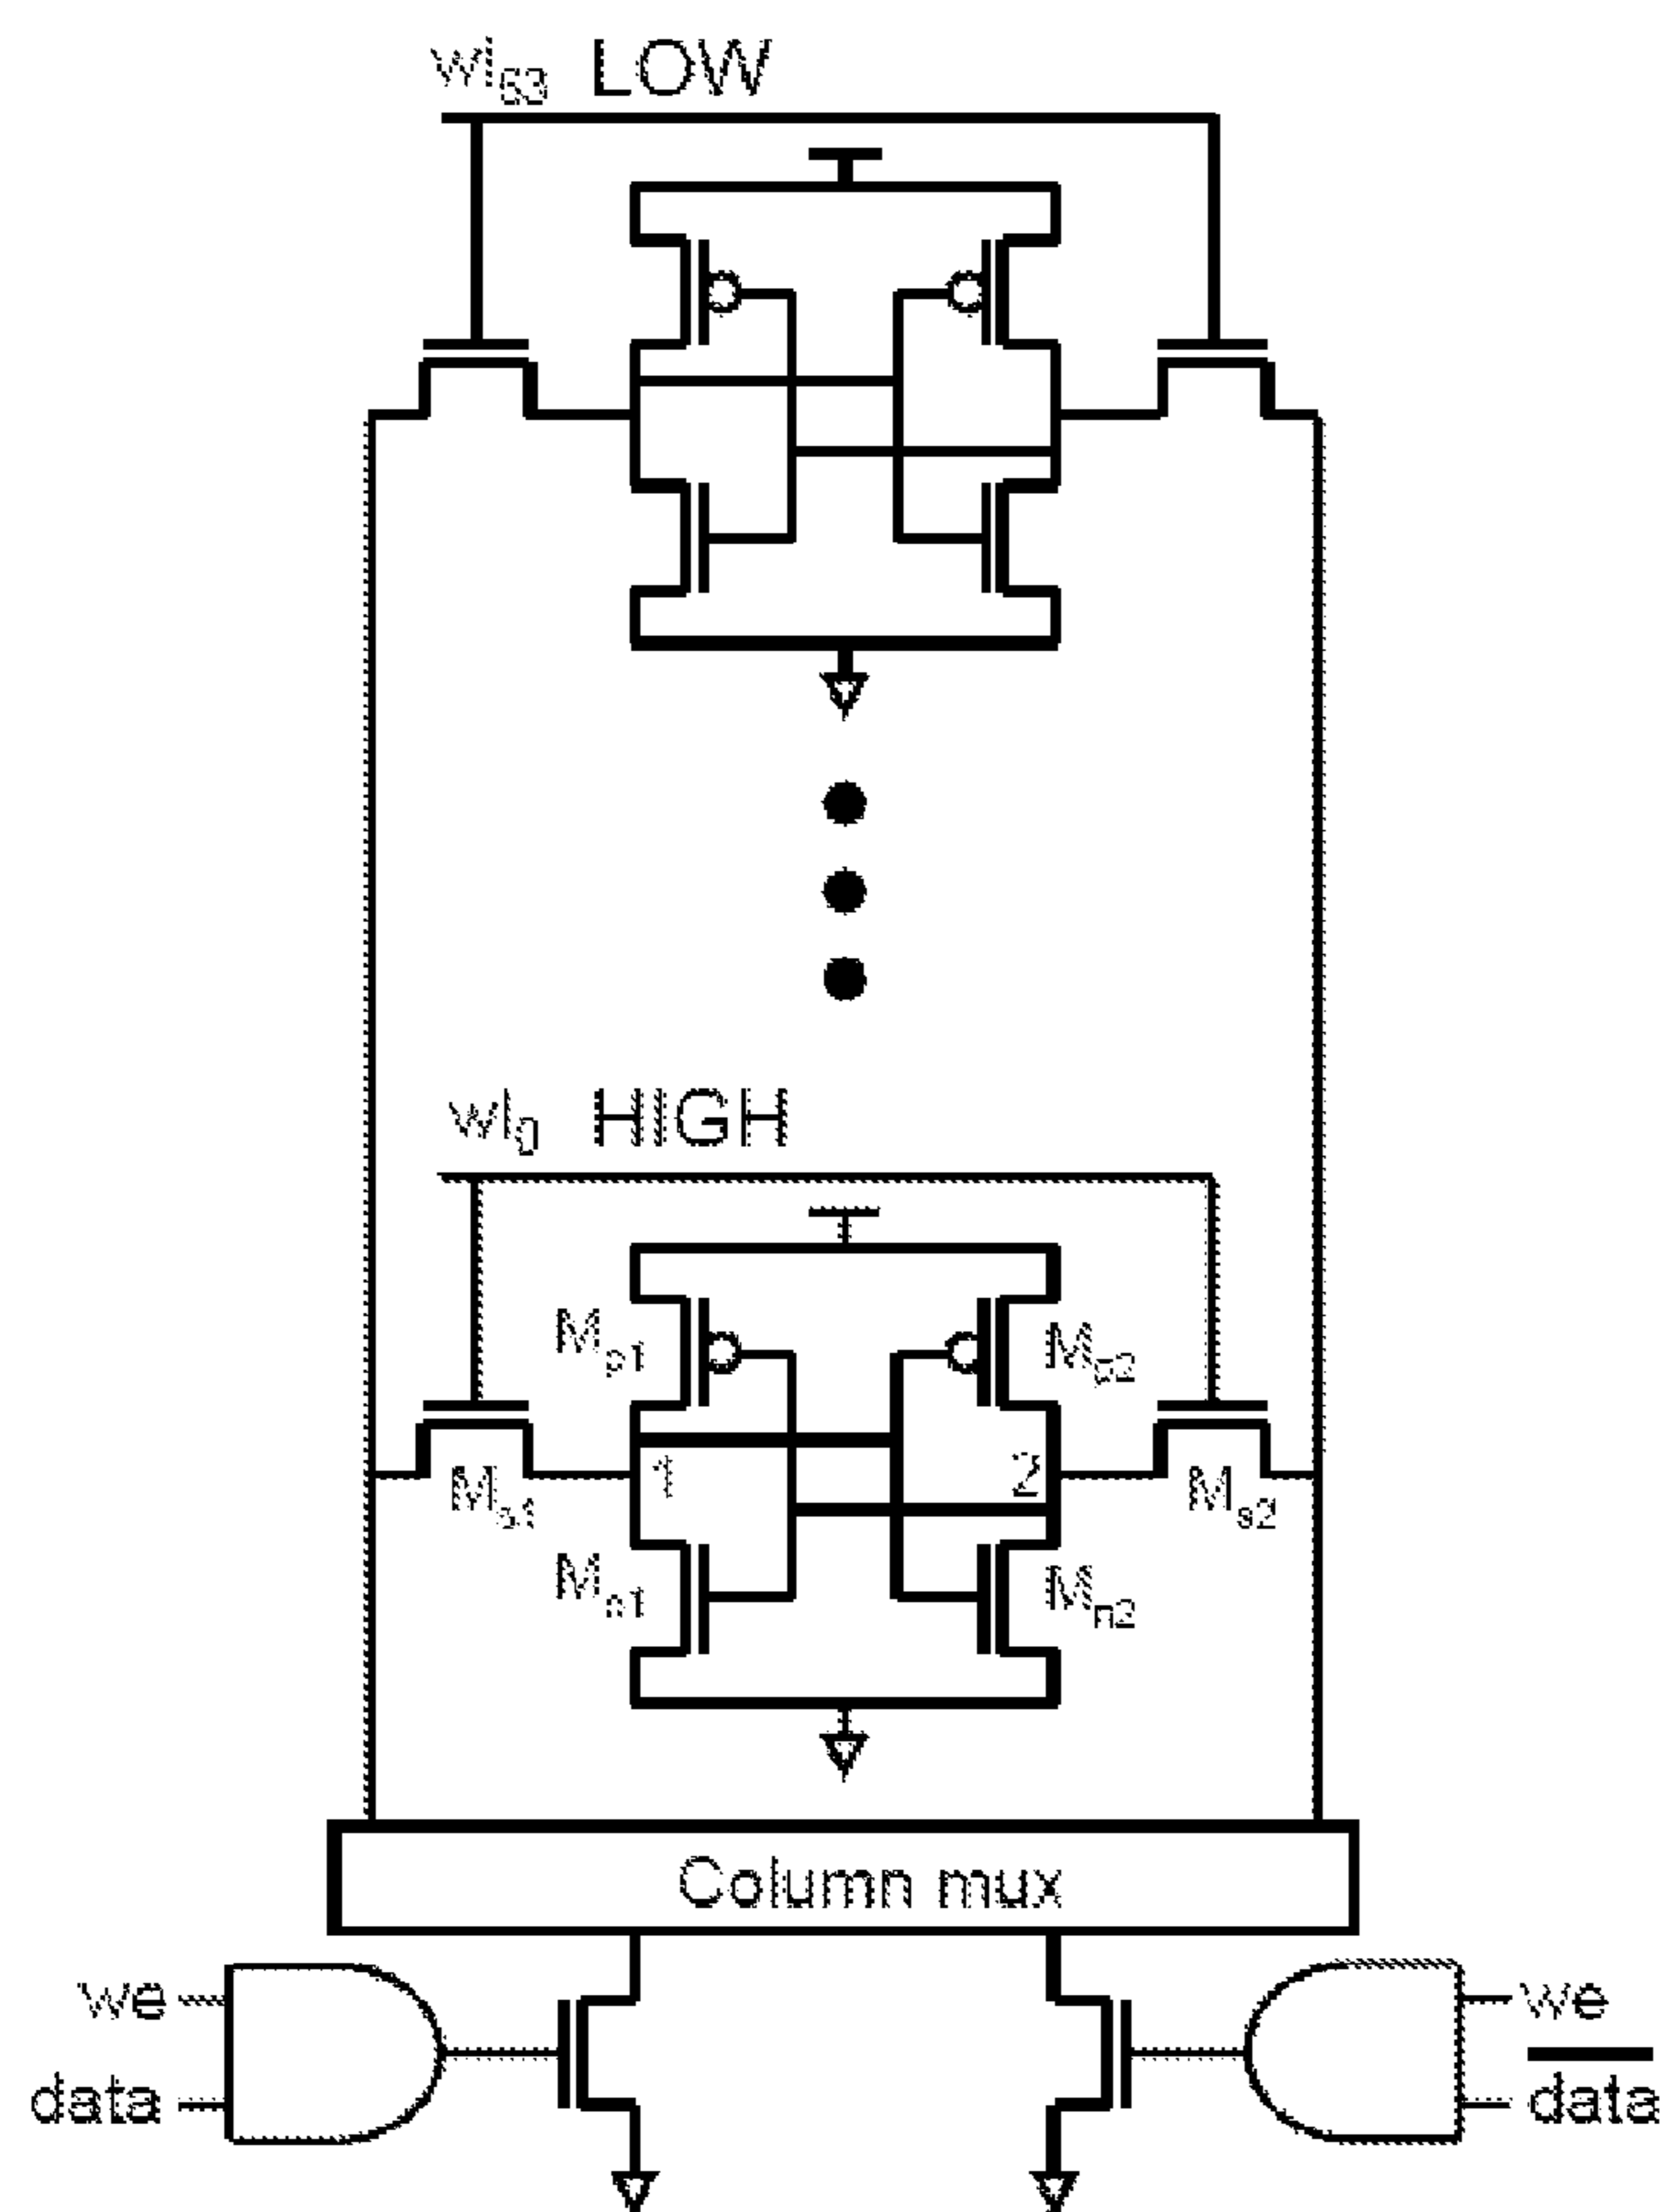 wl63 LOW
wl0 HIGH
Mp1
Mp2
1
2
Ms1
Ms2
Mn1
Mn2
Column mux
we
we
data
data